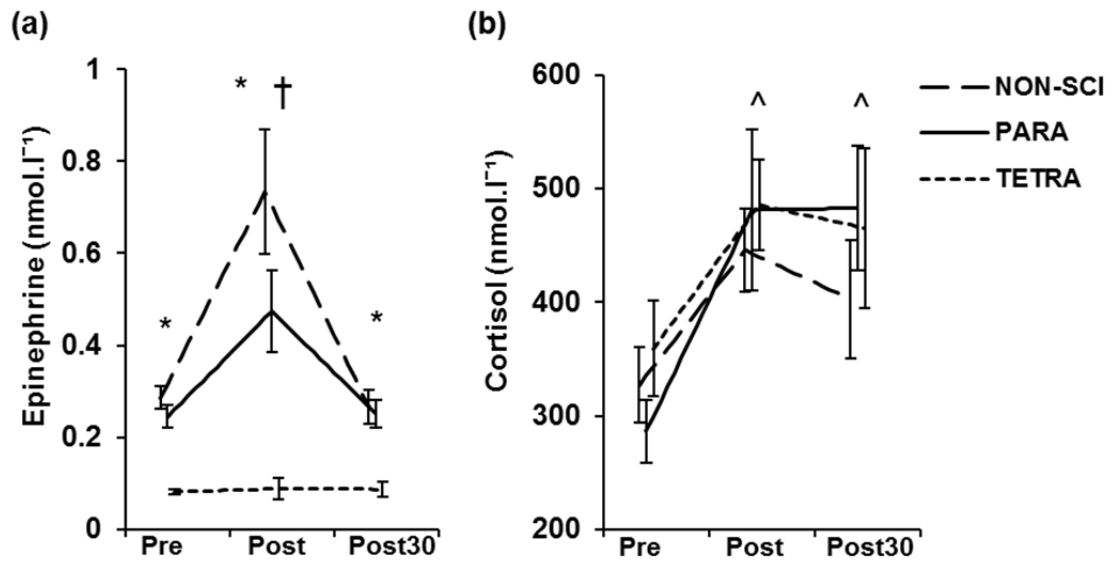 (a)
Epinephrine (nmol.l⁻¹)
1
0.8
0.6
0.4
0.2
0
* †
* *
Pre Post Post30
(b)
Cortisol (nmol.l⁻¹)
600
500
400
300
200
^ ^
Pre Post Post30
NON-SCI
PARA
TETRA